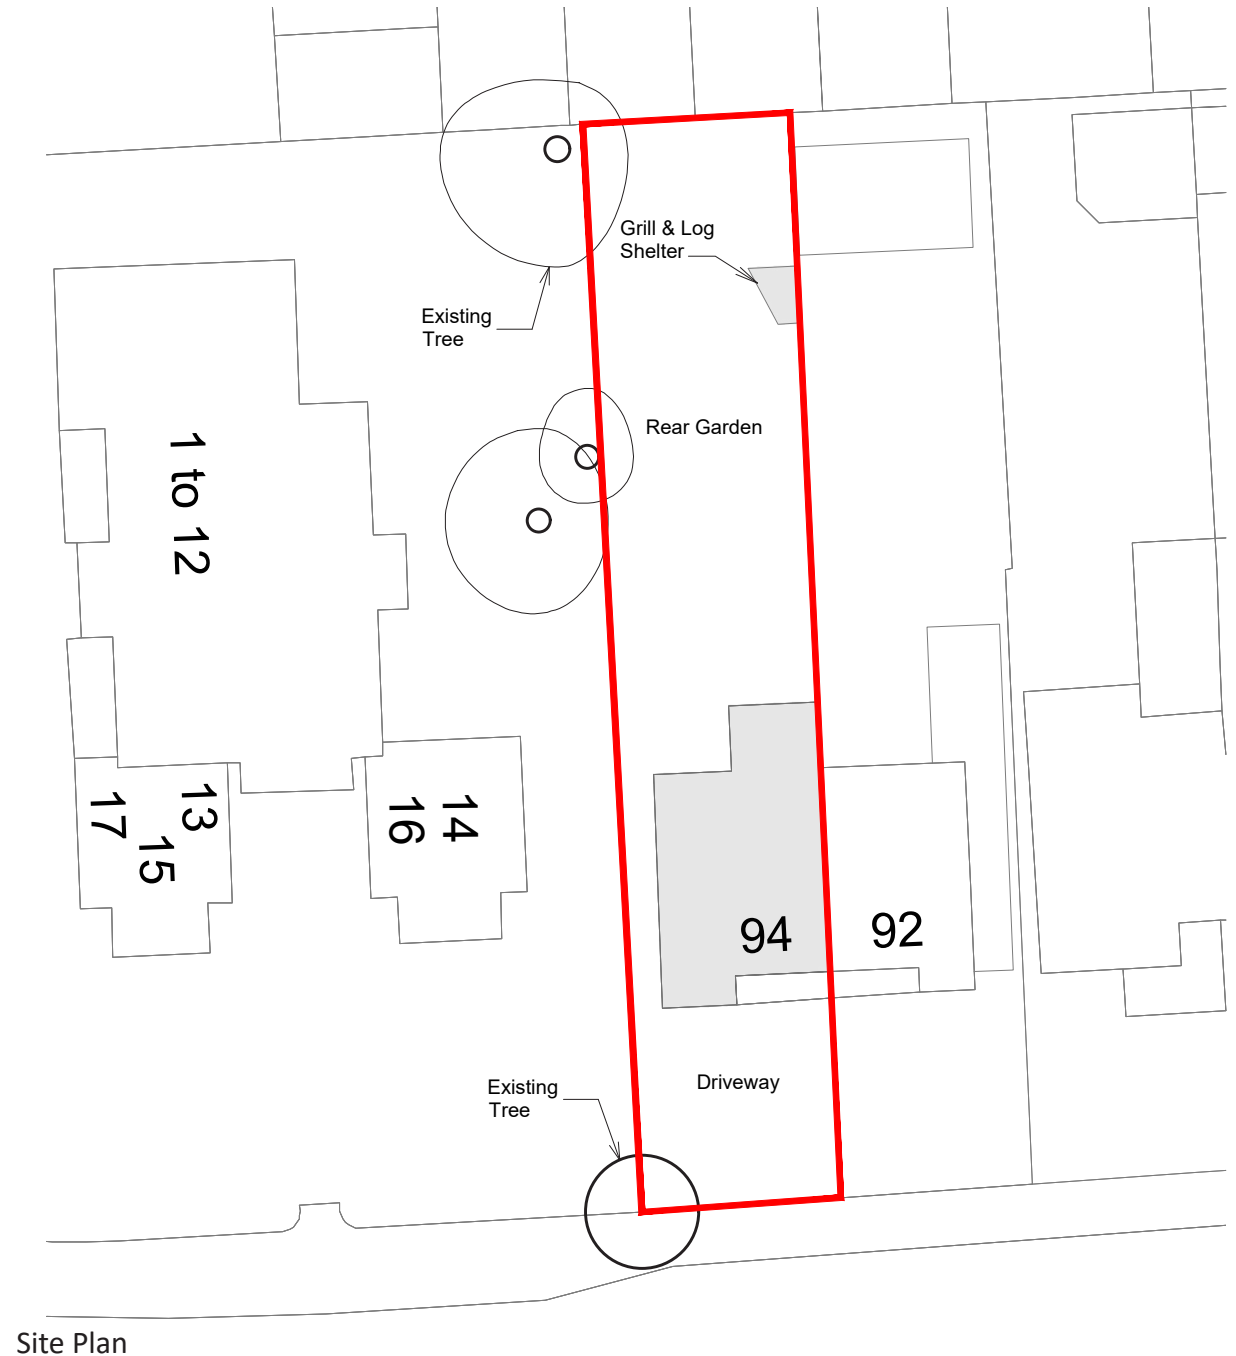 Grill & Log
Shelter
Existing
Tree
Rear Garden
1 to 12
13
17
15
14
16
94
92
Driveway
Existing
Tree
Site Plan